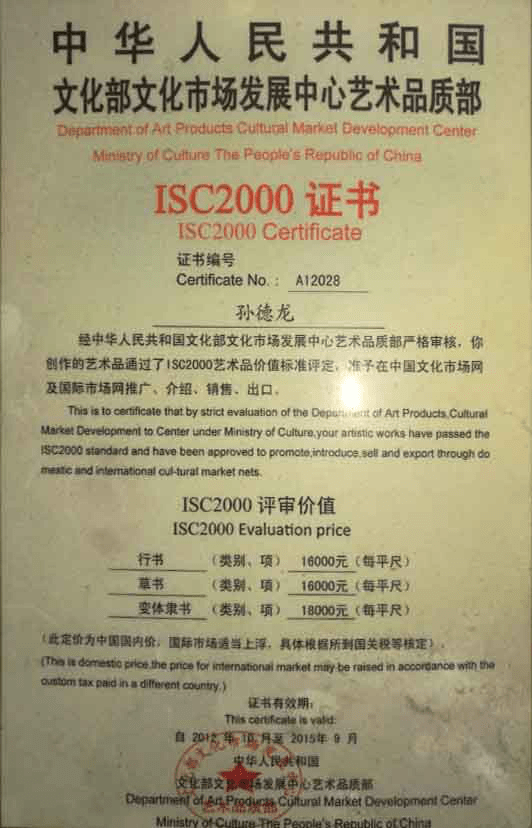 中华人民共和国
文化部文化市场发展中心艺术品质部
Department of Art Products Cultural Market Development Center
Ministry of Culture The People's Republic of China
ISC2000 证书
ISC2000 Certificate
证书编号
Certificate No.: A12028
孙德龙
经中华人民共和国文化部文化市场发展中心艺术品质部严格审核，你
创作的艺术品通过了ISC2000艺术品价值标准评定，准予在中国文化市场网
及国际市场网推广、介绍、销售、出口。
This is to certificate that by strict evaluation of the Department of Art Products,Cultural
Market Development to Center under Ministry of Culture,your artistic works have passed the
ISC2000 standard and have been approved to promote,introduce,sell and export through do
mestic and international cul-tural market nets.
ISC2000 评审价值
ISC2000 Evaluation price
行书 （类别、项） 16000元（每平尺）
草书 （类别、项） 16000元（每平尺）
变体隶书 （类别、项） 18000元（每平尺）
（此定价为中国国内价，国际市场适当上浮，具体根据所到国关税等核定）.
(This is domestic price,the price for international market may be raised in accordance with the
custom tax paid in a different country.)
证书有效期：
This certificate is valid:
自 2012 年 10 月至 2015年 9 月
中华人民共和国
文化部文化市场发展中心艺术品质部
艺术品质部
Department of Art Products Cultural Market Development Center
Ministry of Culture The People's Republic of China